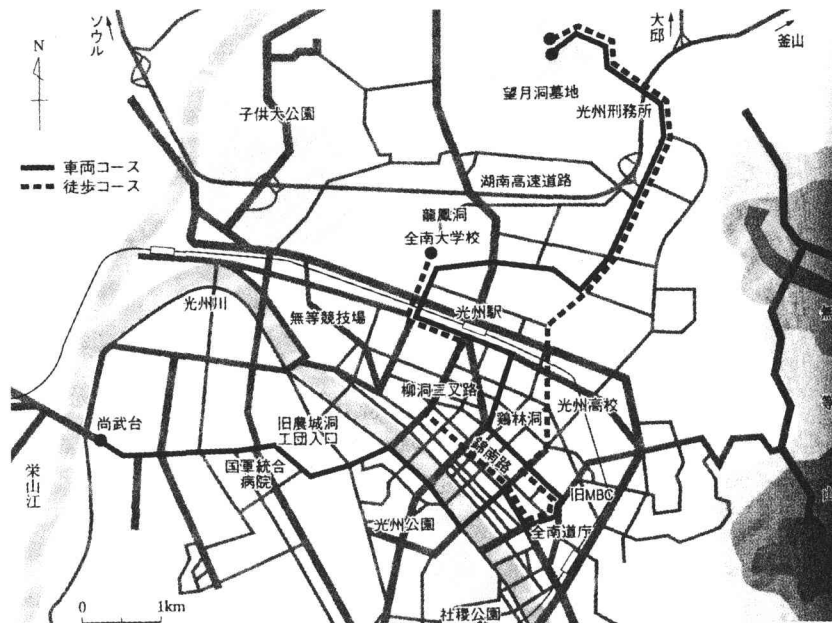 ソウル
N
大邱
釜山
望月洞墓地
子供大公園
光州刑務所
車両コース
徒歩コース
湖南高速道路
龍鳳洞
全南大学校
光州川
無等競技場
光州駅
柳洞三叉路
光州高校
尚武台
旧農城洞
工団入口
鶏林洞
錦南路
国軍統合
病院
栄山江
旧MBC
光州公園
全南道庁
0 1km
社稷公園
等
山